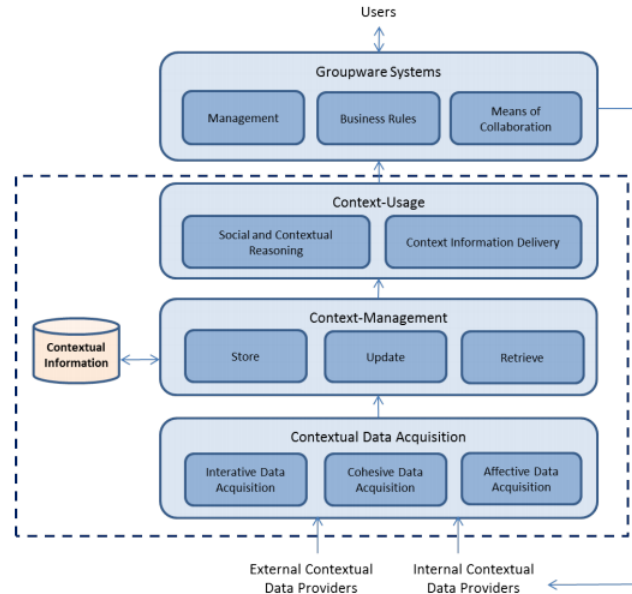 Users
Groupware Systems
Management
Business Rules
Means of
Collaboration
Context-Usage
Social and Contextual
Reasoning
Context Information Delivery
Contextual
Information
Context-Management
Store
Update
Retrieve
Contextual Data Acquisition
Interative Data
Acquisition
Cohesive Data
Acquisition
Affective Data
Acquisition
External Contextual
Data Providers
Internal Contextual
Data Providers